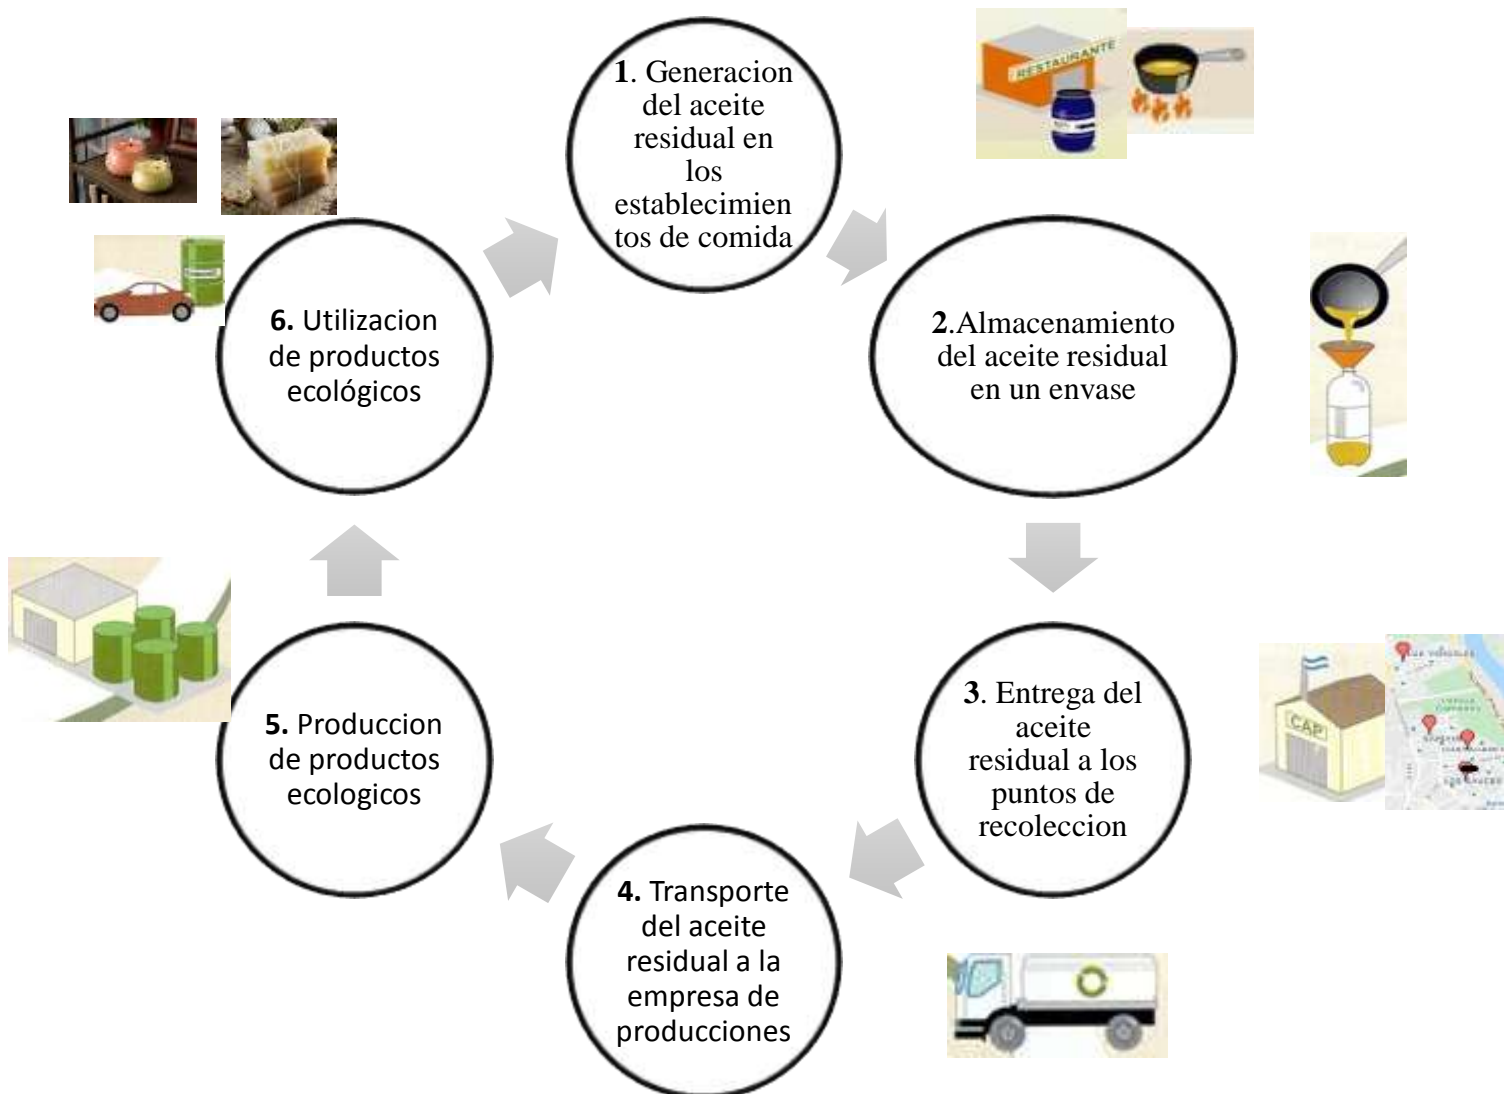 1. Generacion
del aceite
residual en
los
establecimien
tos de comida
RESTAURANTE
2.Almacenamiento
del aceite residual
en un envase
3. Entrega del
aceite
residual a los
puntos de
recoleccion
CAP
4. Transporte
del aceite
residual a la
empresa de
producciones
5. Produccion
de productos
ecologicos
6. Utilizacion
de productos
ecológicos